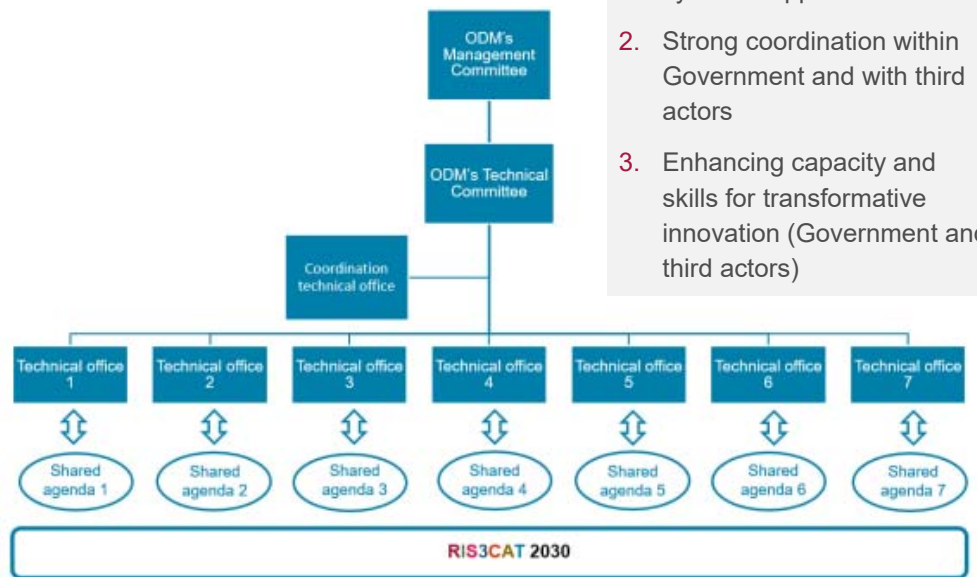 ODM's
Management
Committee
ODM's Technical
Committee
Coordination
technical office
2. Strong coordination within
Government and with third
actors
3. Enhancing capacity and
skills for transformative
innovation (Government
third actors)
Technical office
1
Technical office
2
Technical office
3
Technical office
4
Technical office
5
Technical office
6
Technical office
7
Shared
agenda 1
Shared
agenda 2
Shared
agenda 3
Shared
agenda 4
Shared
agenda 5
Shared
agenda 6
Shared
agenda 7
RIS3CAT 2030